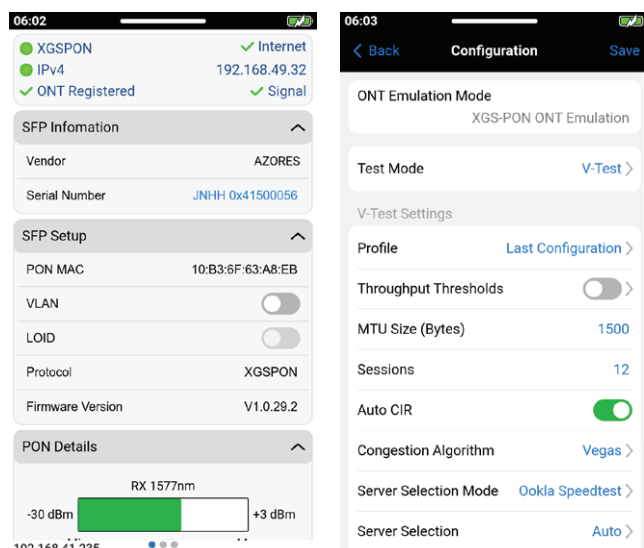 06:02
XGSPON
Internet
IPv4
192.168.49.32
ONT Registered
Signal
SFP Infomation
Vendor
AZORES
Serial Number
JNHH 0x41500056
SFP Setup
PON MAC
10:B3:6F:63:A8:EB
VLAN
LOID
Protocol
XGSPON
Firmware Version
V1.0.29.2
PON Details
RX 1577nm
-30 dBm
+3 dBm
192.168.41.235
06:03
Back
Configuration
Save
ONT Emulation Mode
XGS-PON ONT Emulation
Test Mode
V-Test
V-Test Settings
Profile
Last Configuration
Throughput Thresholds
MTU Size (Bytes)
1500
Sessions
12
Auto CIR
Congestion Algorithm
Vegas
Server Selection Mode
Ookla Speedtest
Server Selection
Auto